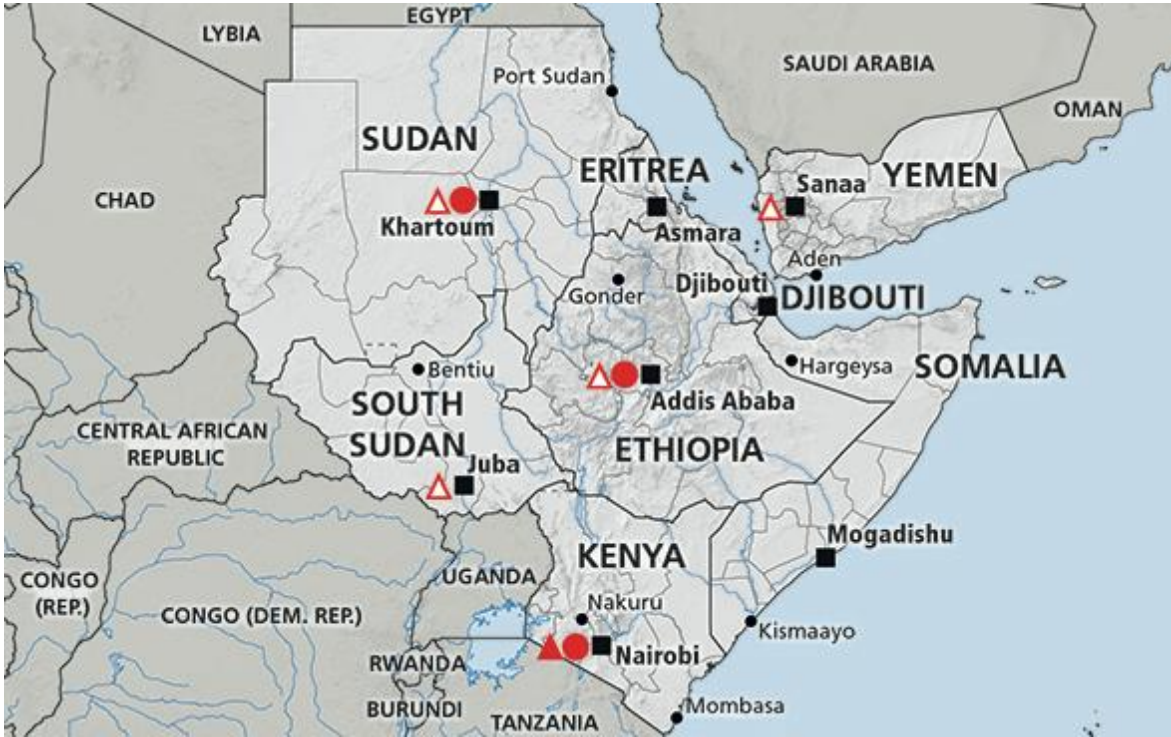 EGYPT
LYBIA
SAUDI ARABIA
Port Sudan
OMAN
SUDAN
ERITREA
YEMEN
Sanaa
CHAD
Khartoum
Asmara
Aden
Djibouti
Gonder
DJIBOUTI
Bentiu
Hargeysa
SOMALIA
SOUTH
SUDAN
Addis Ababa
CENTRAL AFRICAN
REPUBLIC
ETHIOPIA
Juba
Mogadishu
KENYA
CONGO
(REP.)
UGANDA
CONGO (DEM. REP.)
Nakuru
Kismaayo
Nairobi
RWANDA
BURUNDI
TANZANIA
Mombasa